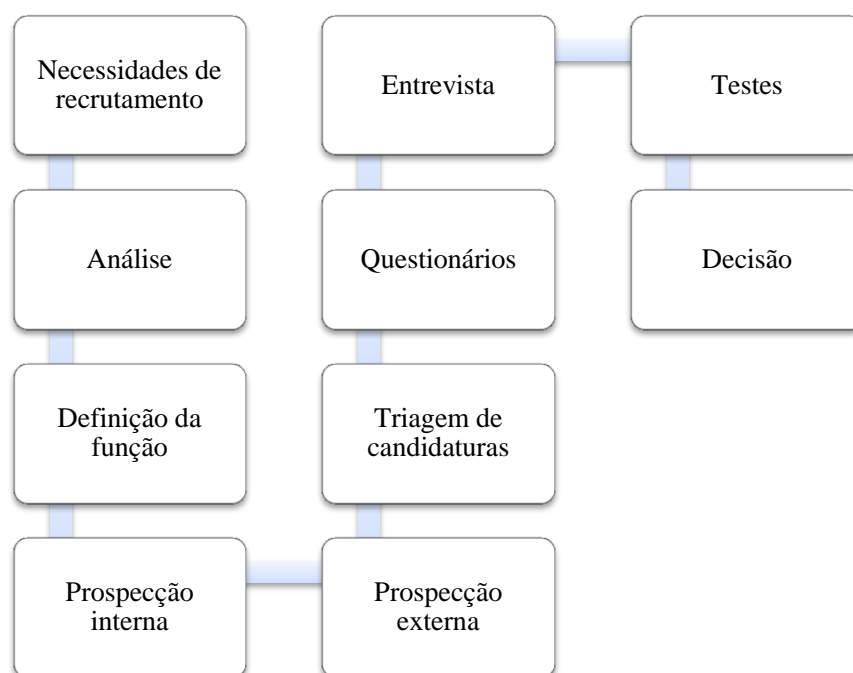 Necessidades de
recrutamento
Análise
Definição da
função
Prospecção
interna
Prospecção
externa
Triagem de
candidaturas
Questionários
Entrevista
Testes
Decisão